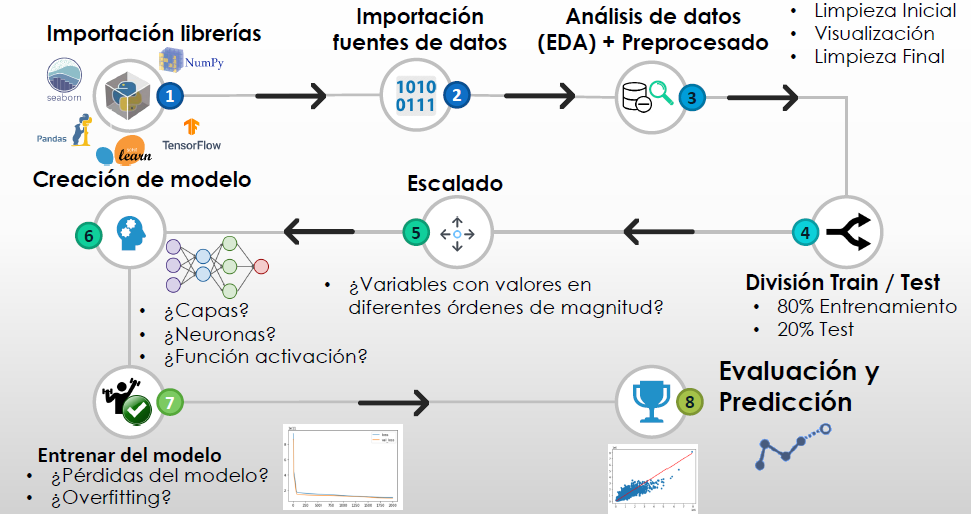 Importación librerías
NumPy
seaborn
1
Pandas
learn
TensorFlow
Importación
fuentes de datos
1010
0111
2
Análisis de datos
(EDA) + Preprocesado
3
• Limpieza Inicial
• Visualización
• Limpieza Final
4
División Train / Test
• 80% Entrenamiento
• 20% Test
Escalado
5
• ¿Variables con valores en
diferentes órdenes de magnitud?
Creación de modelo
6
• ¿Capas?
• ¿Neuronas?
• ¿Función activación?
7
Entrenar del modelo
• ¿Pérdidas del modelo?
• ¿Overfitting?
8
Evaluación y
Predicción